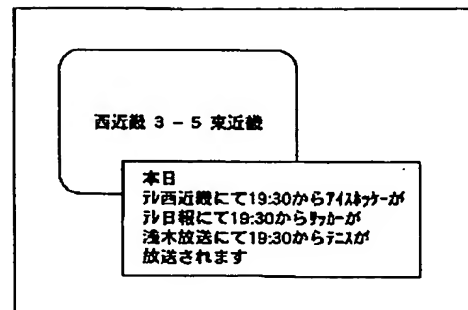 西近畿 3 – 5 東近畿
本日
ﾃﾚ西近畿にて19:30からｱｲｽﾎｯｹｰが
ﾃﾚ日報にて19:30からｻｯｶｰが
浅木放送にて19:30からﾃﾆｽが
放送されます